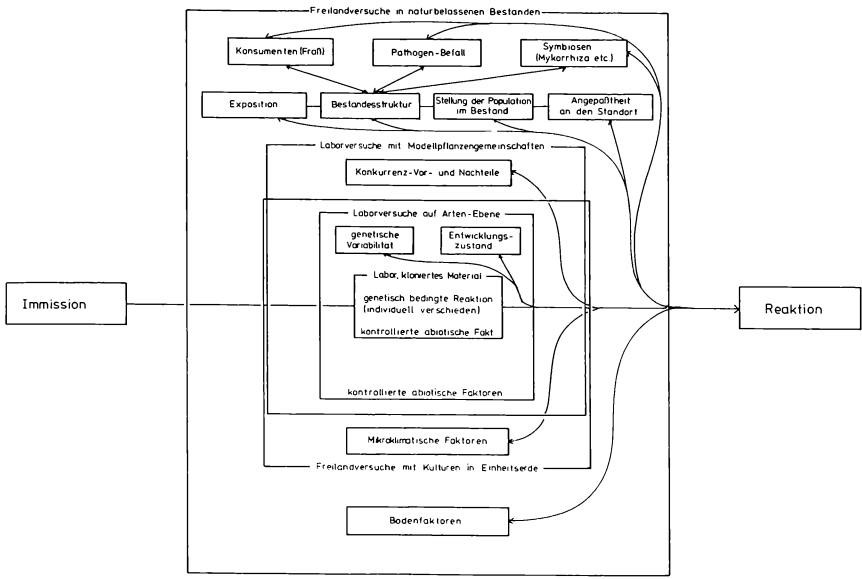 Freilandversuche in naturbelassenen Bestanden
Konsumenten (Fraß)
Pathogen-Befall
Symbiosen
(Mykorrhiza etc.)
Exposition
Bestandesstruktur
Stellung der Population
im Bestand
Angepaßtheit
an den Standort
Laborversuche mit Modellpflanzengemeinschaften
Konkurrenz-Vor- und Nachteile
Laborversuche auf Arten-Ebene
genetische
Variabilitat
Entwicklungs-
zustand
Labor, kloniertes Material
genetisch bedingte Reaktion
(individuell verschieden)
kontrollierte abiotische Fakt
Immission
Reaktion
kontrollierte abiotische Faktoren
Mikroklimatische Faktoren
Freilandversuche mit Kulturen in Einheitserde
Bodenfaktoren